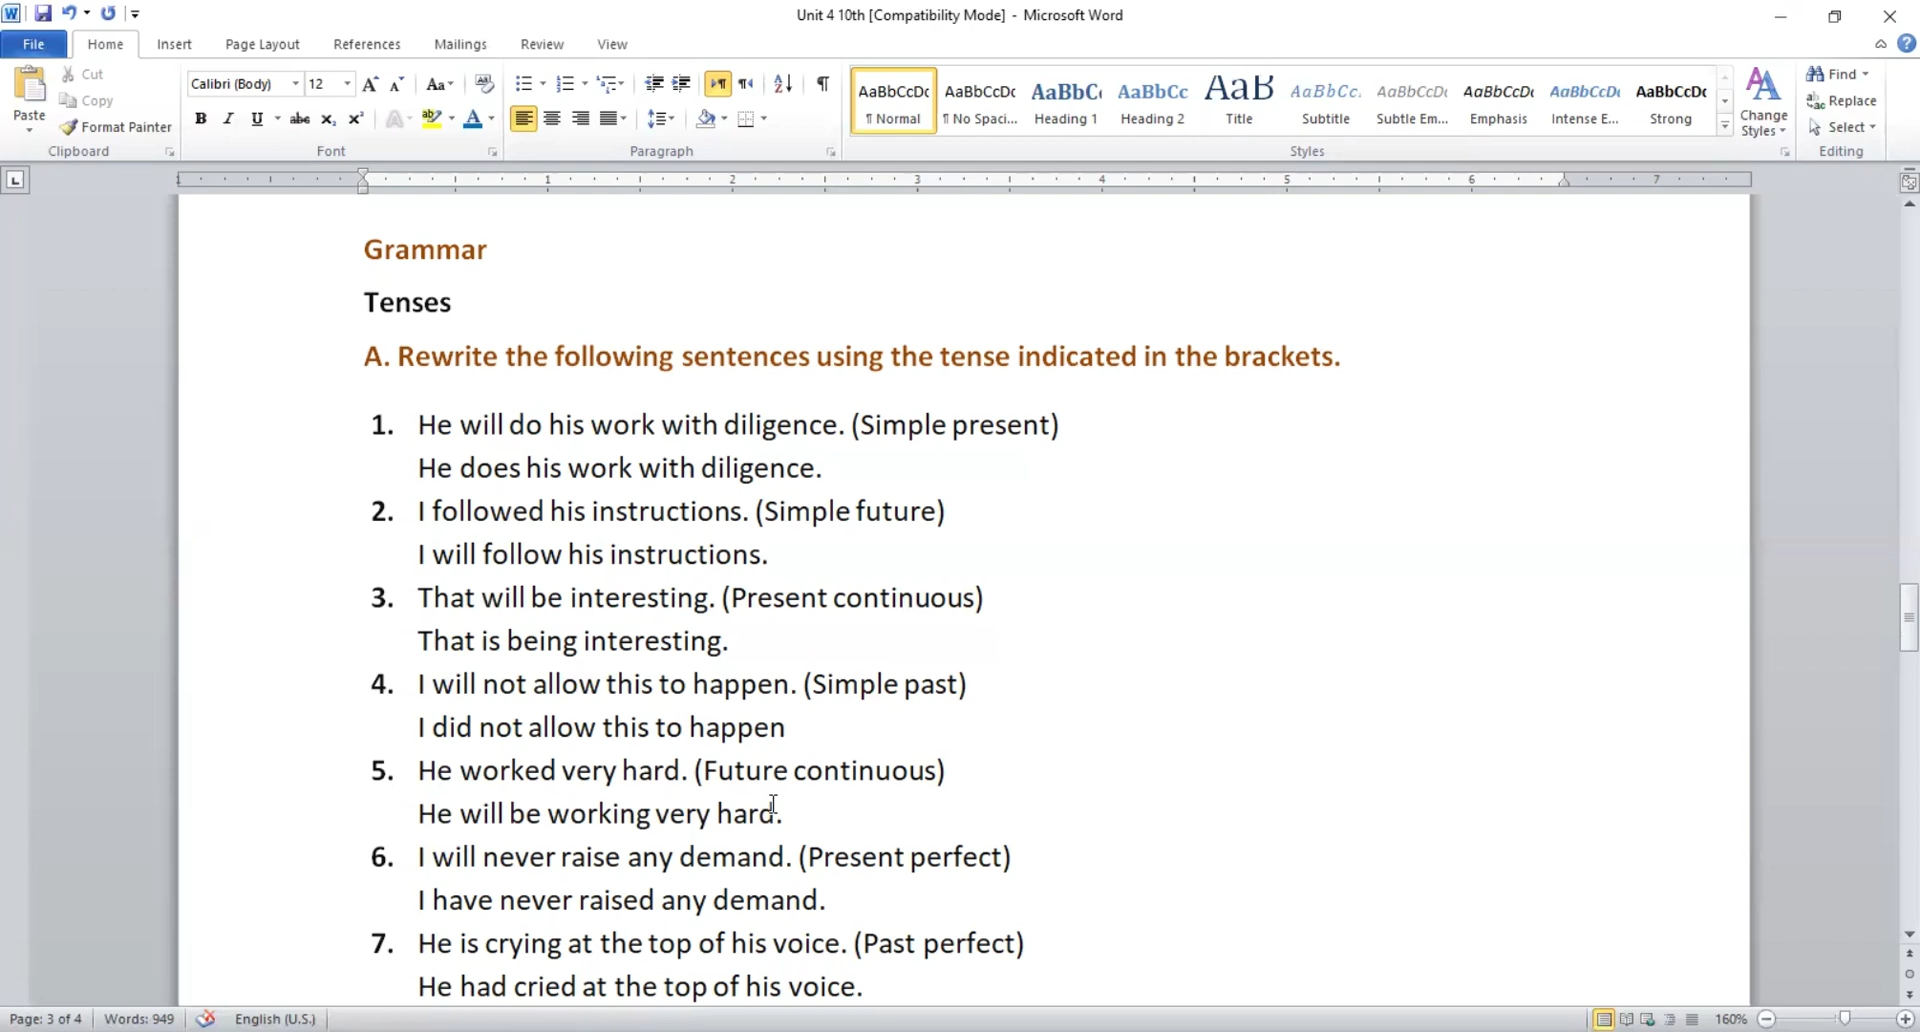 Unit 4 10th [Compatibility Mode] - Microsoft Word
File Home Insert Page Layout References Mailings Review View
Paste
Cut
Copy
Format Painter
Clipboard
Calibri (Body) 12
Font
Paragraph
AaBbCcDc AaBbCcDc AaBbC AaBbCc AaB AaBbCc. AaBbCcDc AaBbCcDc AaBbCcDc AaBbCcDc
¶ Normal ¶ No Spaci... Heading 1 Heading 2 Title Subtitle Subtle Em... Emphasis Intense E... Strong
Styles
Change
Styles
Find
Replace
Select
Editing
1 1 2 3 4 5 6 7
Grammar
Tenses
A. Rewrite the following sentences using the tense indicated in the brackets.
1. He will do his work with diligence. (Simple present)
He does his work with diligence.
2. I followed his instructions. (Simple future)
I will follow his instructions.
3. That will be interesting. (Present continuous)
That is being interesting.
4. I will not allow this to happen. (Simple past)
I did not allow this to happen
5. He worked very hard. (Future continuous)
He will be working very hard.
6. I will never raise any demand. (Present perfect)
I have never raised any demand.
7. He is crying at the top of his voice. (Past perfect)
He had cried at the top of his voice.
Page: 3 of 4 Words: 949 English (U.S.) 160%